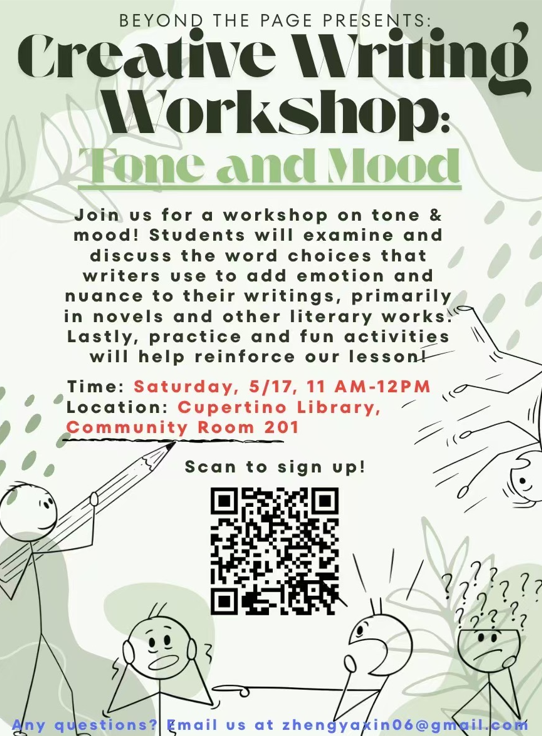 BEYOND THE PAGE PRESENTS:
Creative Writing
Workshop:
Tone and Mood
Join us for a workshop on tone &
mood! Students will examine and
discuss the word choices that
writers use to add emotion and
nuance to their writings, primarily
in novels and other literary works.
Lastly, practice and fun activities
will help reinforce our lesson!
Time: Saturday, 5/17, 11 AM-12PM
Location: Cupertino Library,
Community Room 201
Scan to sign up!
? ? ? ? ? ? ? ? ? ? ? ? ?
Any questions? Email us at zhengyaxin06@gmail.com